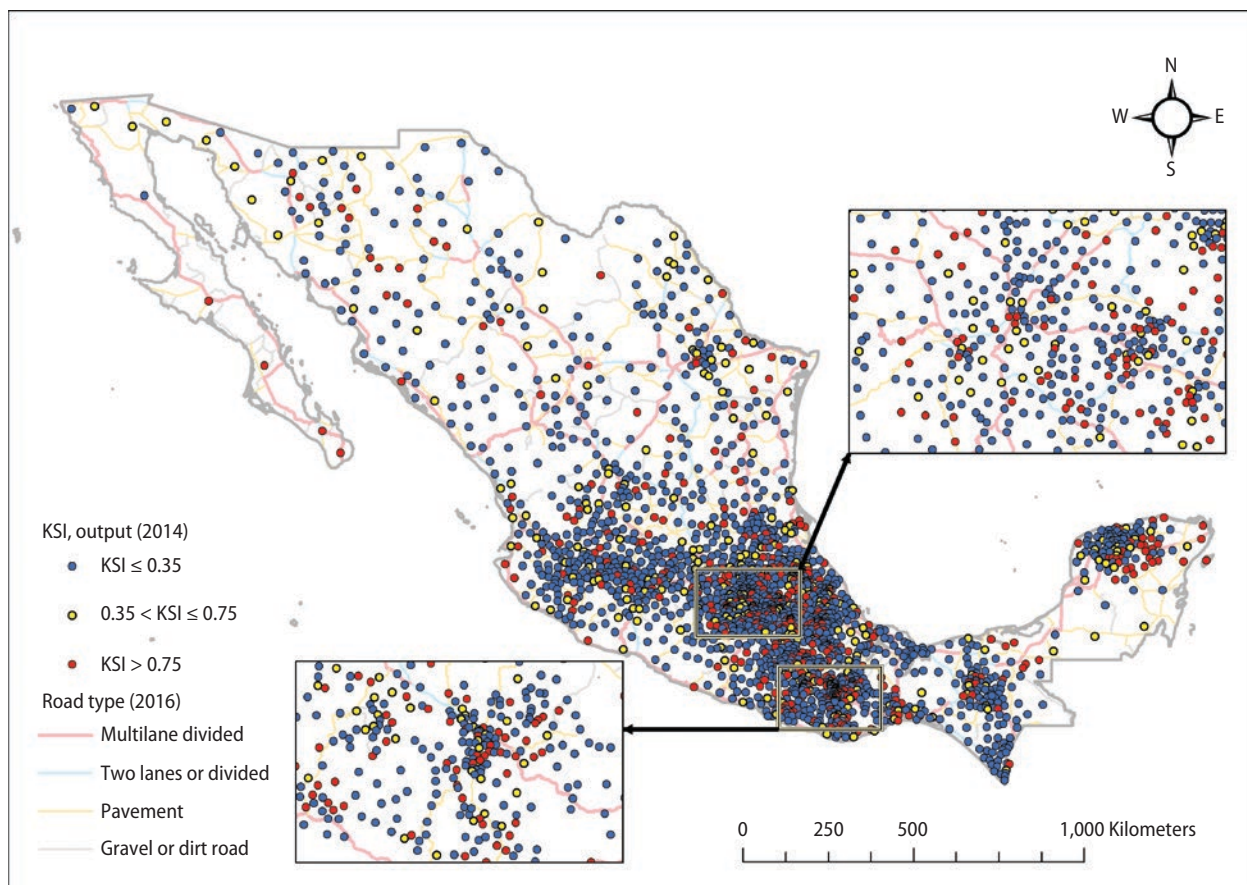 N
W E
S
KSI, output (2014)
KSI ≤ 0.35
0.35 < KSI ≤ 0.75
KSI > 0.75
Road type (2016)
Multilane divided
Two lanes or divided
Pavement
Gravel or dirt road
0 250 500 1,000 Kilometers